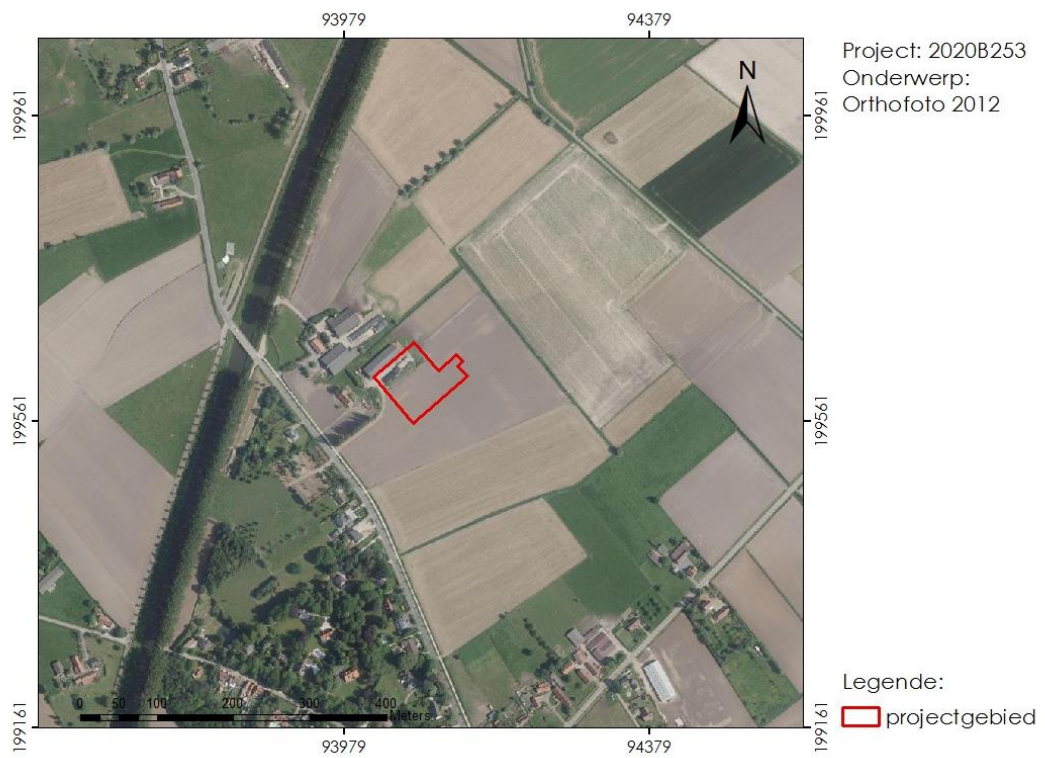 93979 94379
Project: 2020B253
Onderwerp:
Orthofoto 2012
N
199961 199961
199561 199561
0 50 100 200 300 400
Meters
199161 199161
93979 94379
Legende:
projectgebied